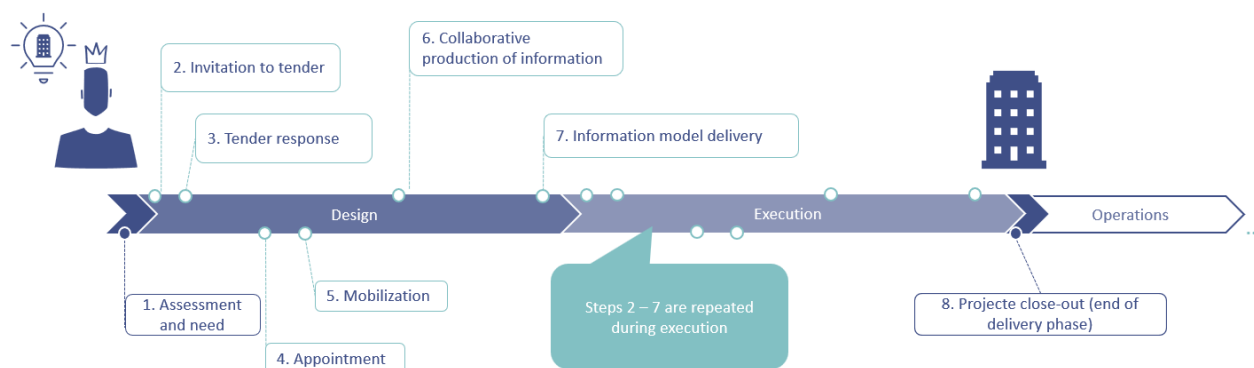 6. Collaborative
production of information
2. Invitation to tender
3. Tender response
7. Information model delivery
Design
Execution
Operations
1. Assessment
and need
5. Mobilization
4. Appointment
Steps 2 – 7 are repeated
during execution
8. Projecte close-out (end of
delivery phase)